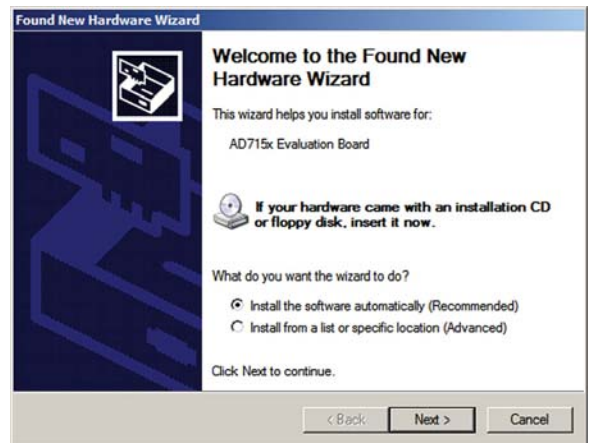 Found New Hardware Wizard
Welcome to the Found New
Hardware Wizard
This wizard helps you install software for:
AD715x Evaluation Board
If your hardware came with an installation CD
or floppy disk, insert it now.
What do you want the wizard to do?
Install the software automatically (Recommended)
Install from a list or specific location (Advanced)
Click Next to continue.
< Back
Next >
Cancel